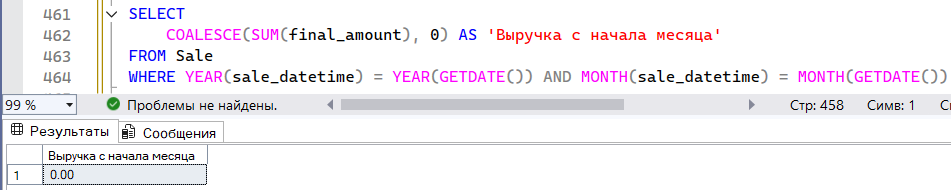 461 SELECT
462 COALESCE(SUM(final_amount), 0) AS 'Выручка с начала месяца'
463 FROM Sale
464 WHERE YEAR(sale_datetime) = YEAR(GETDATE()) AND MONTH(sale_datetime) = MONTH(GETDATE())
99 % Проблемы не найдены. Стр: 458 Симв: 1
Результаты Сообщения
Выручка с начала месяца
1 0.00